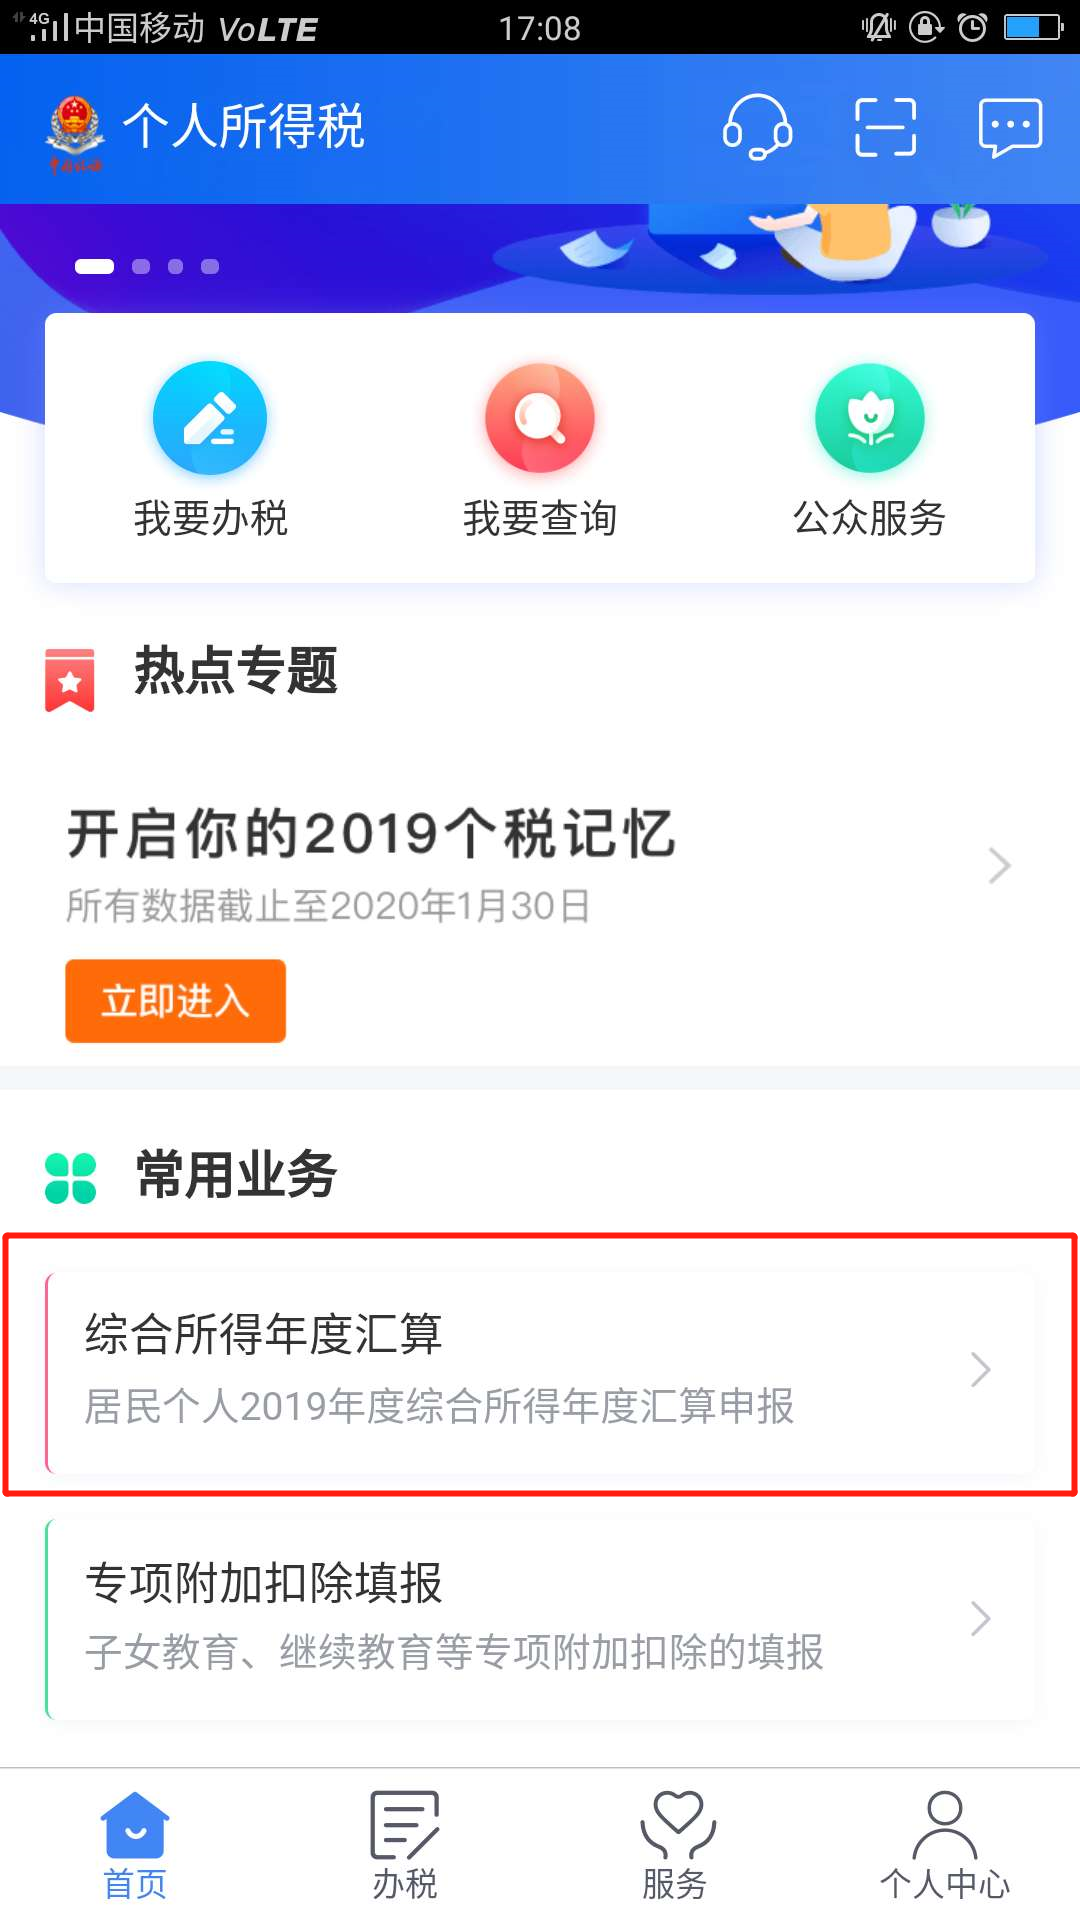 4G 中国移动 VoLTE 17:08
个人所得税
我要办税 我要查询 公众服务
热点专题
开启你的2019个税记忆
所有数据截止至2020年1月30日
立即进入
常用业务
综合所得年度汇算
居民个人2019年度综合所得年度汇算申报
专项附加扣除填报
子女教育、继续教育等专项附加扣除的填报
首页 办税 服务 个人中心